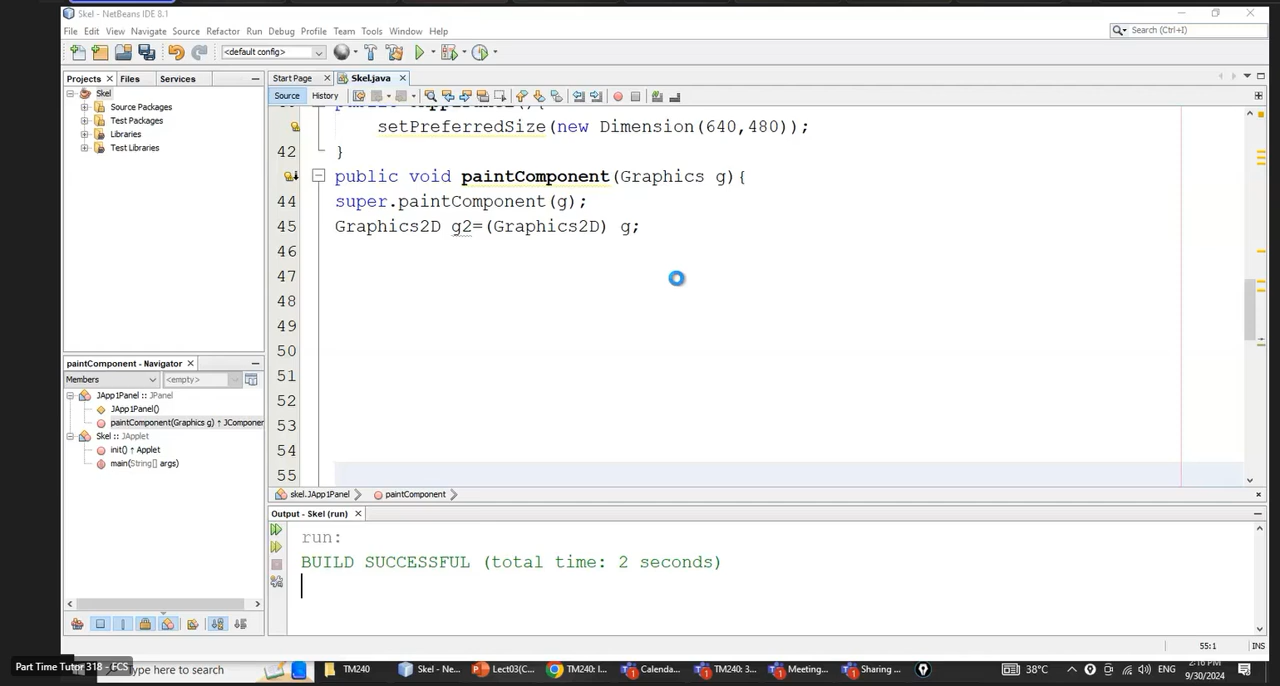 Skel - NetBeans IDE 8.1
File Edit View Navigate Source Refactor Run Debug Profile Team Tools Window Help
Search (Ctrl+I)
<default config>
Projects Files Services
Start Page Skel.java
Source History
Skel
Source Packages
Test Packages
Libraries
Test Libraries
setPreferredSize(new Dimension(640,480));
42 }
public void paintComponent(Graphics g){
44 super.paintComponent(g);
45 Graphics2D g2=(Graphics2D) g;
46
47
48
49
50
51
52
53
54
55
paintComponent - Navigator
Members <empty>
JApp1Panel :: JPanel
JApp1Panel()
paintComponent(Graphics g) ↑ JComponen
Skel :: JApplet
init() ↑ Applet
main(String[] args)
skel.JApp1Panel paintComponent
Output - Skel (run)
run:
BUILD SUCCESSFUL (total time: 2 seconds)
55:1 INS
Part Time Tutor 318 - FCS
ype here to search
TM240 Skel - Ne... Lect03(C... TM240: I... Calenda... TM240: 3... Meeting... Sharing ...
38°C ENG
2:16 PM
9/30/2024